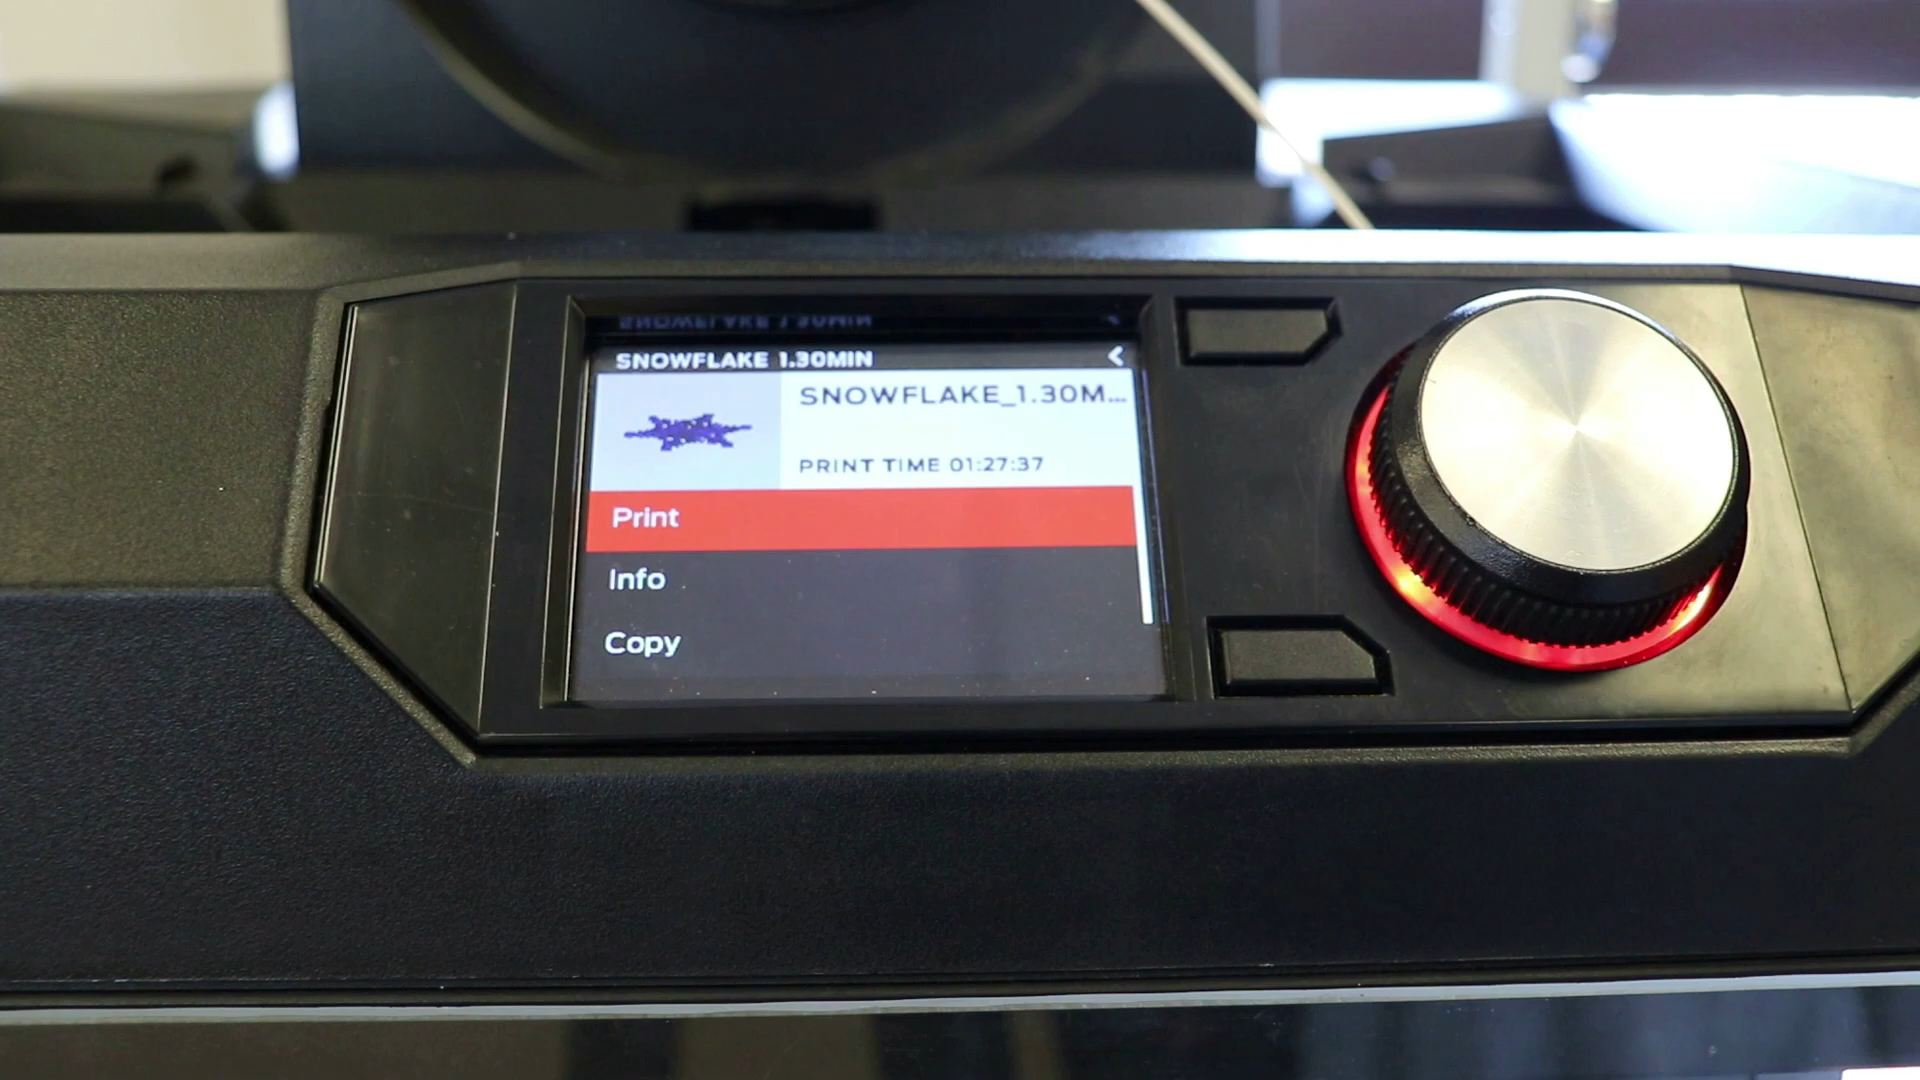 SNOWFLAKE 1.30MIN
SNOWFLAKE_1.30M...
PRINT TIME 01:27:37
Print
Info
Copy